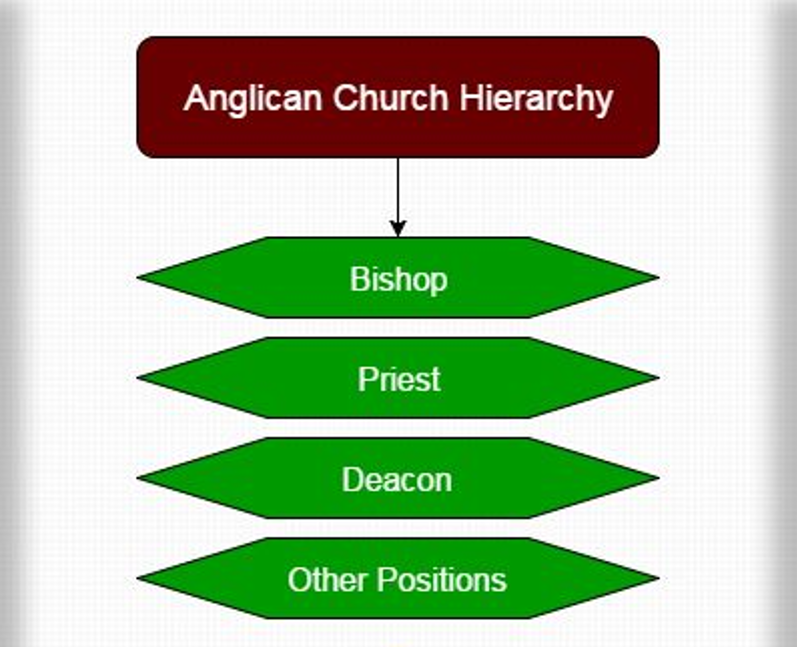 Anglican Church Hierarchy
Bishop
Priest
Deacon
Other Positions